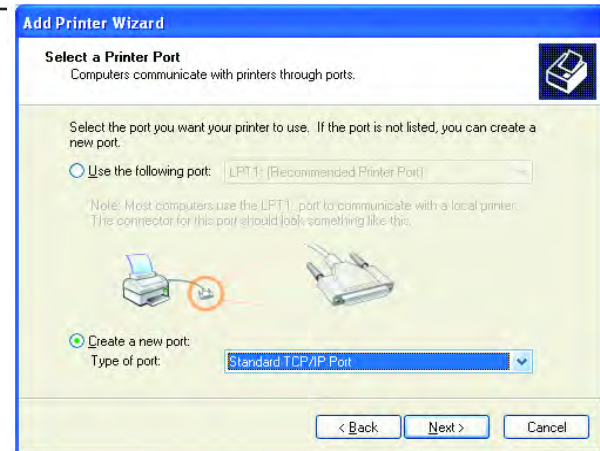 Add Printer Wizard
Select a Printer Port
Computers communicate with printers through ports.
Select the port you want your printer to use. If the port is not listed, you can create a
new port.
Use the following port: LPT1: (Recommended Printer Port)
Note: Most computers use the LPT1: port to communicate with a local printer.
The connector for this port should look something like this:
Create a new port:
Type of port: Standard TCP/IP Port
< Back Next > Cancel